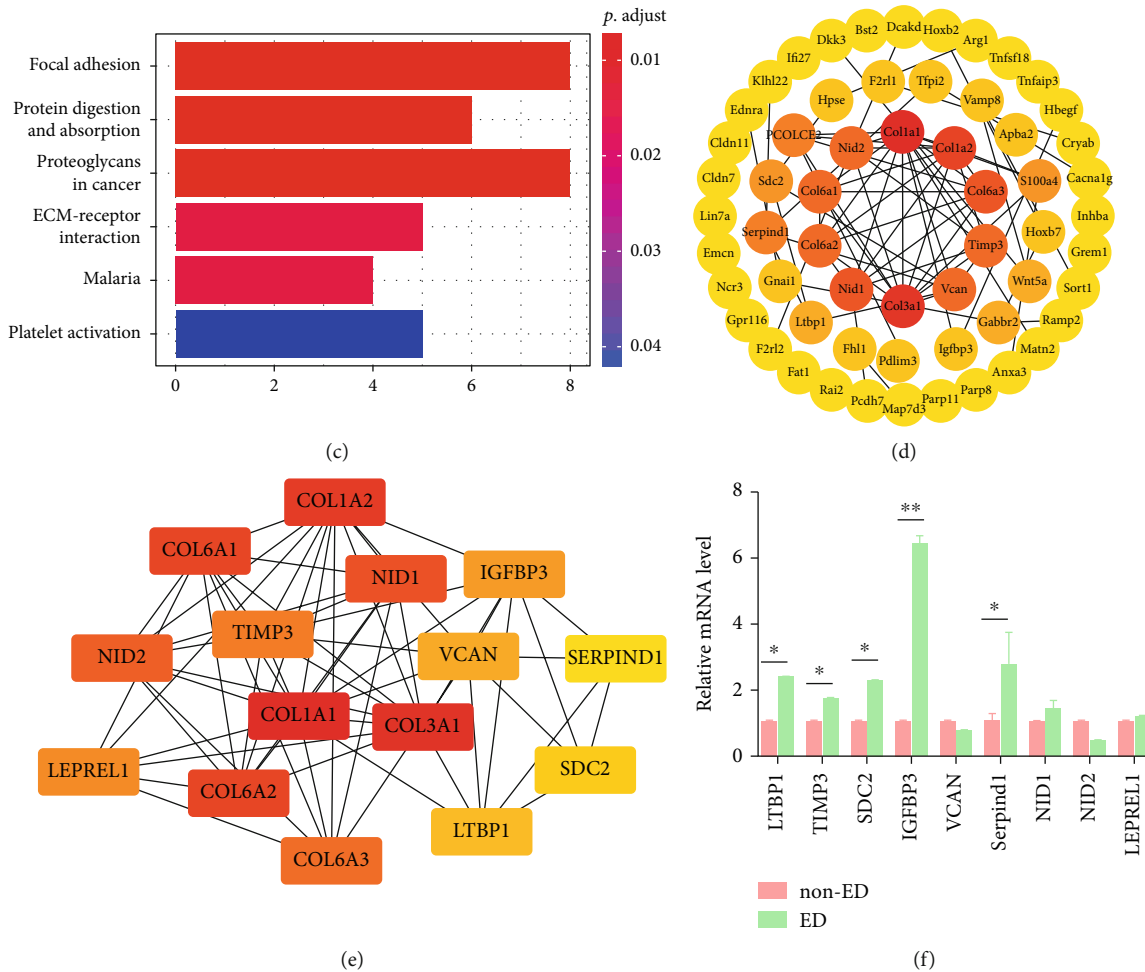 p. adjust
Focal adhesion
Protein digestion
and absorption
Proteoglycans
in cancer
ECM-receptor
interaction
Malaria
Platelet activation
0.01
0.02
0.03
0.04
0 2 4 6 8
(c)
Dcakd
Bst2
Hoxb2
Dkk3
Arg1
Ifi27
Tnfsf18
Klhl22
Tnfaip3
Ednra
Hbegf
Cldn11
Cryab
Cldn7
Cacna1g
Lin7a
Inhba
Emcn
Grem1
Ncr3
Sort1
Gpr116
Ramp2
F2rl2
Matn2
Fat1
Anxa3
Rai2
Parp8
Pcdh7
Parp11
Map7d3
F2rl1
Tfpi2
Hpse
Vamp8
PCOLCE2
Apba2
Sdc2
S100a4
Serpind1
Hoxb7
Gnai1
Wnt5a
Ltbp1
Gabbr2
Fhl1
Igfbp3
Pdlim3
Col1a1
Nid2
Col1a2
Col6a1
Col6a3
Col6a2
Timp3
Nid1
Vcan
Col3a1
(d)
COL1A2
COL6A1
NID1
IGFBP3
TIMP3
NID2
VCAN
SERPIND1
COL1A1
COL3A1
LEPREL1
COL6A2
SDC2
LTBP1
COL6A3
(e)
Relative mRNA level
8
6
4
2
0
*
*
*
**
*
LTBP1
TIMP3
SDC2
IGFBP3
VCAN
Serpind1
NID1
NID2
LEPREL1
non-ED
ED
(f)